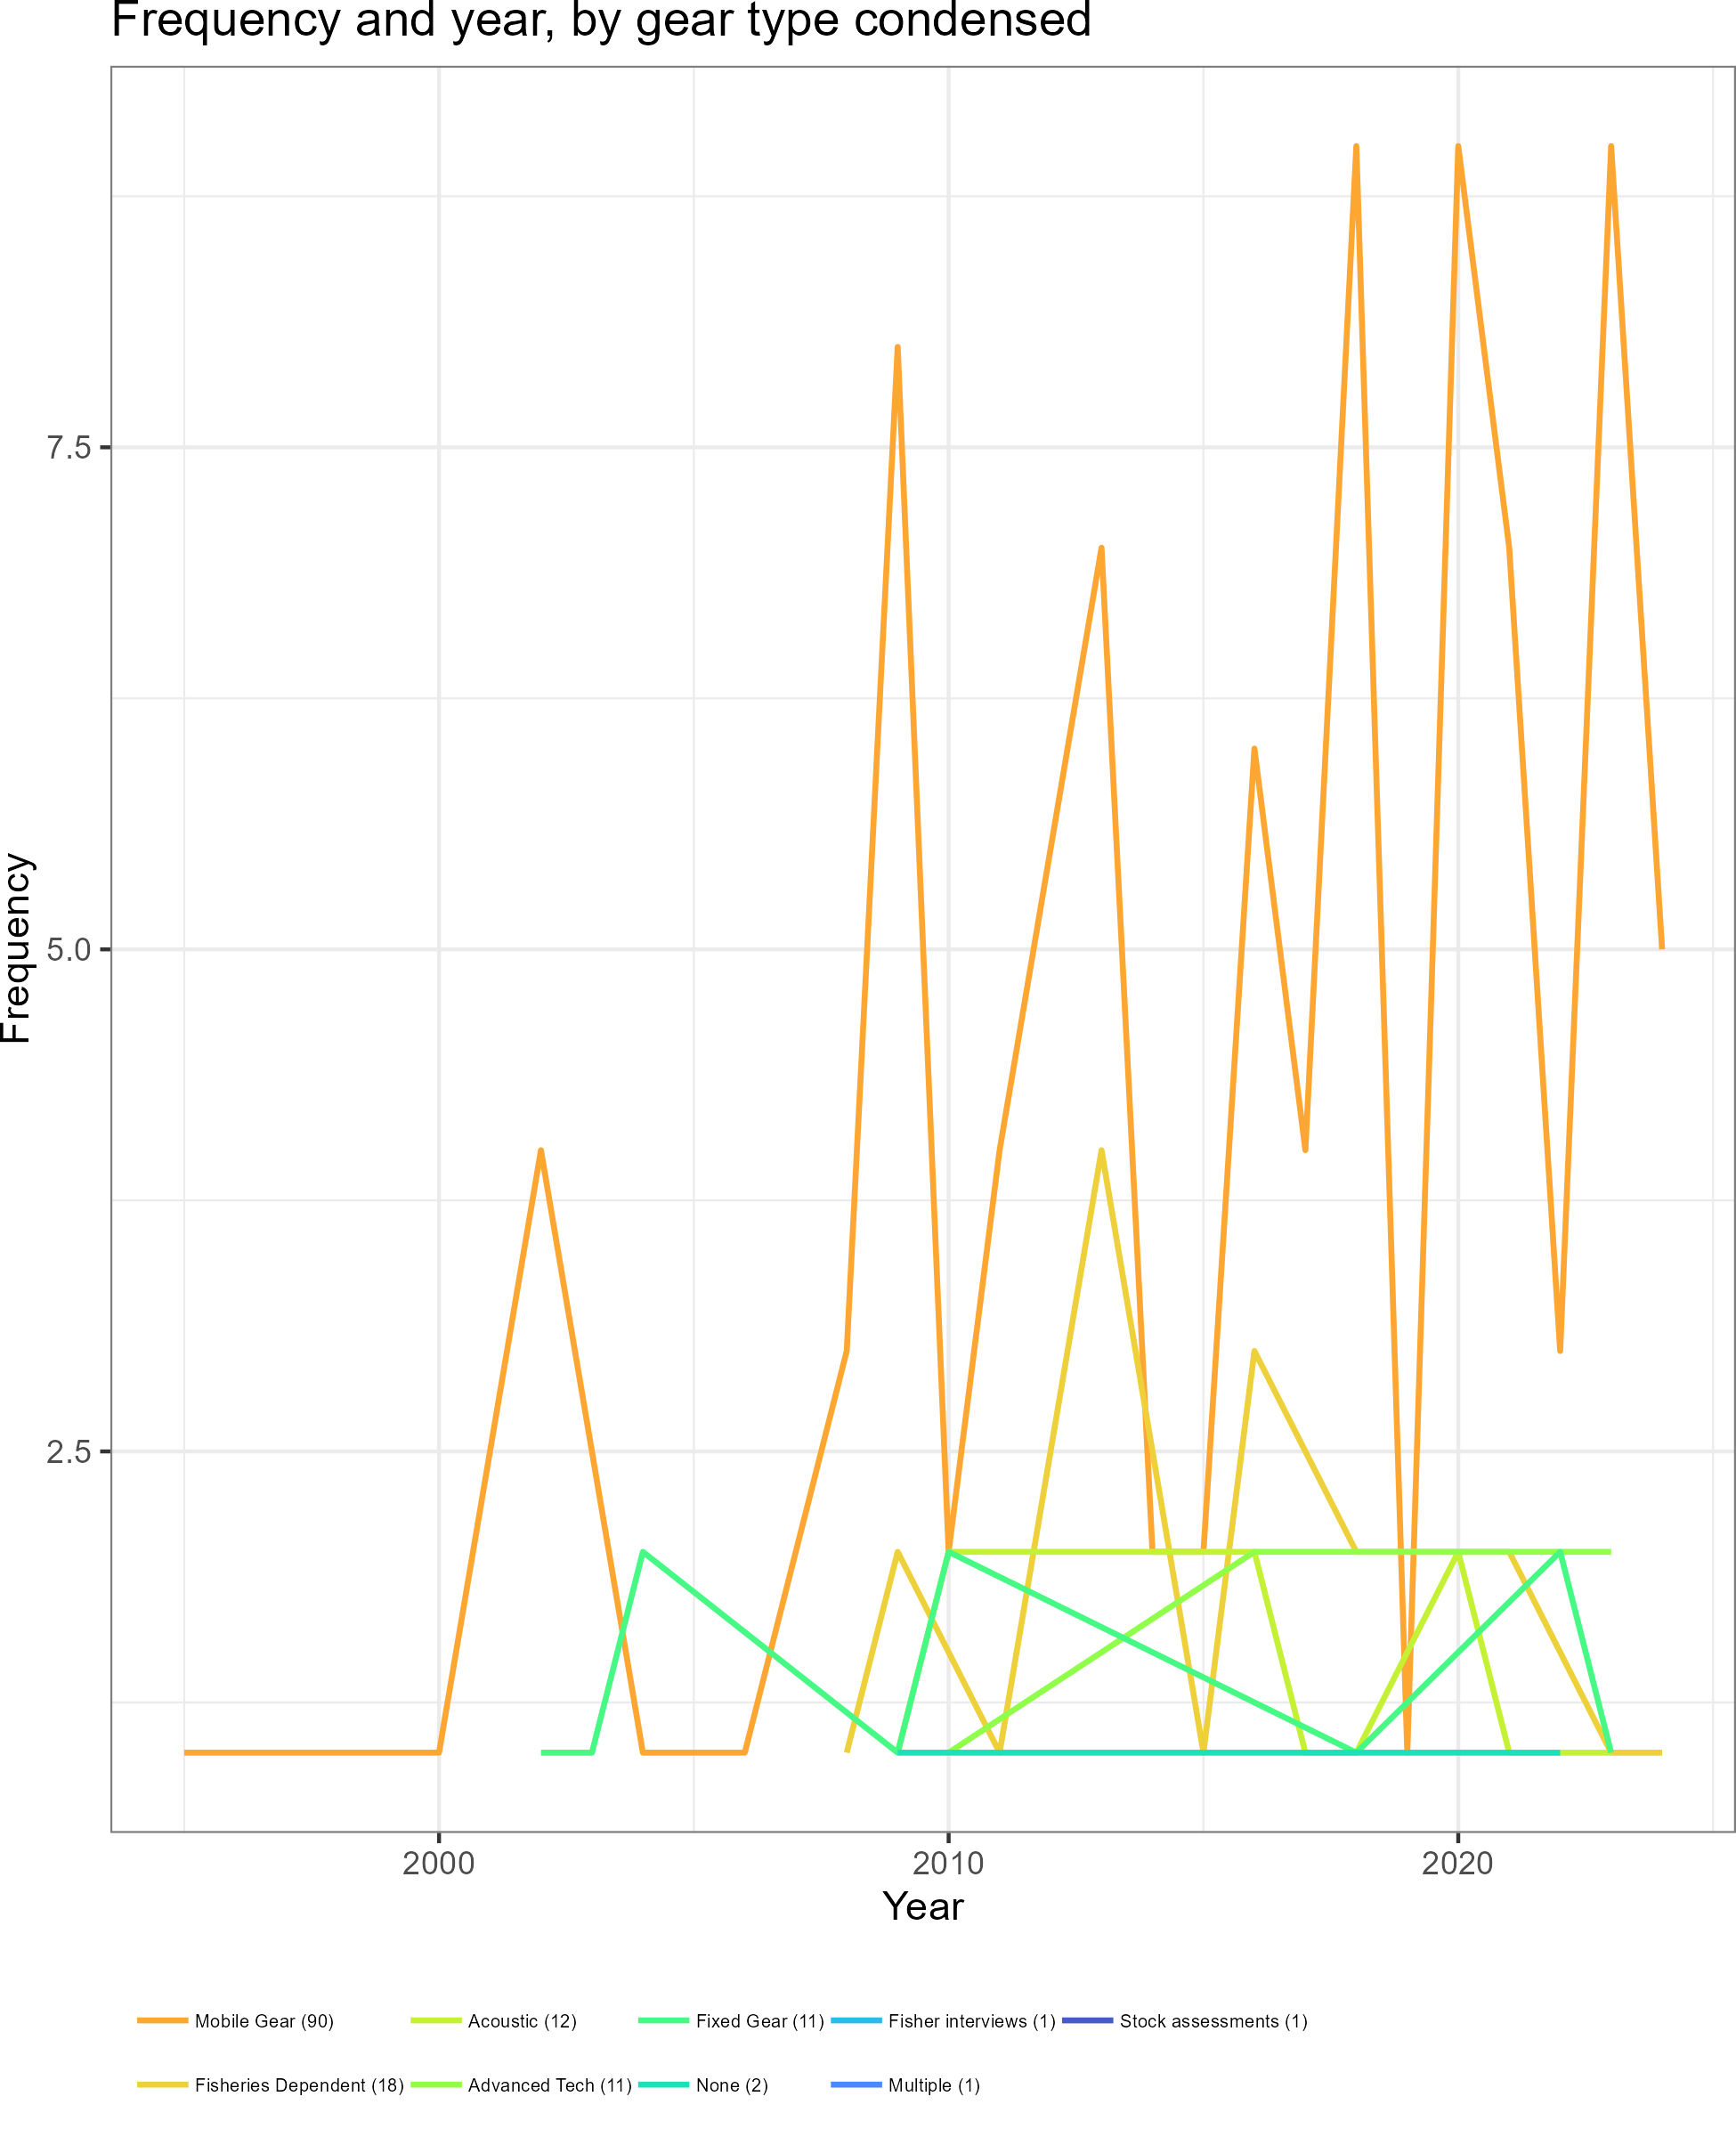 Frequency and year, by gear type condensed
Frequency
7.5
5.0
2.5
2000 2010 2020
Year
Mobile Gear (90) Acoustic (12) Fixed Gear (11) Fisher interviews (1) Stock assessments (1)
Fisheries Dependent (18) Advanced Tech (11) None (2) Multiple (1)